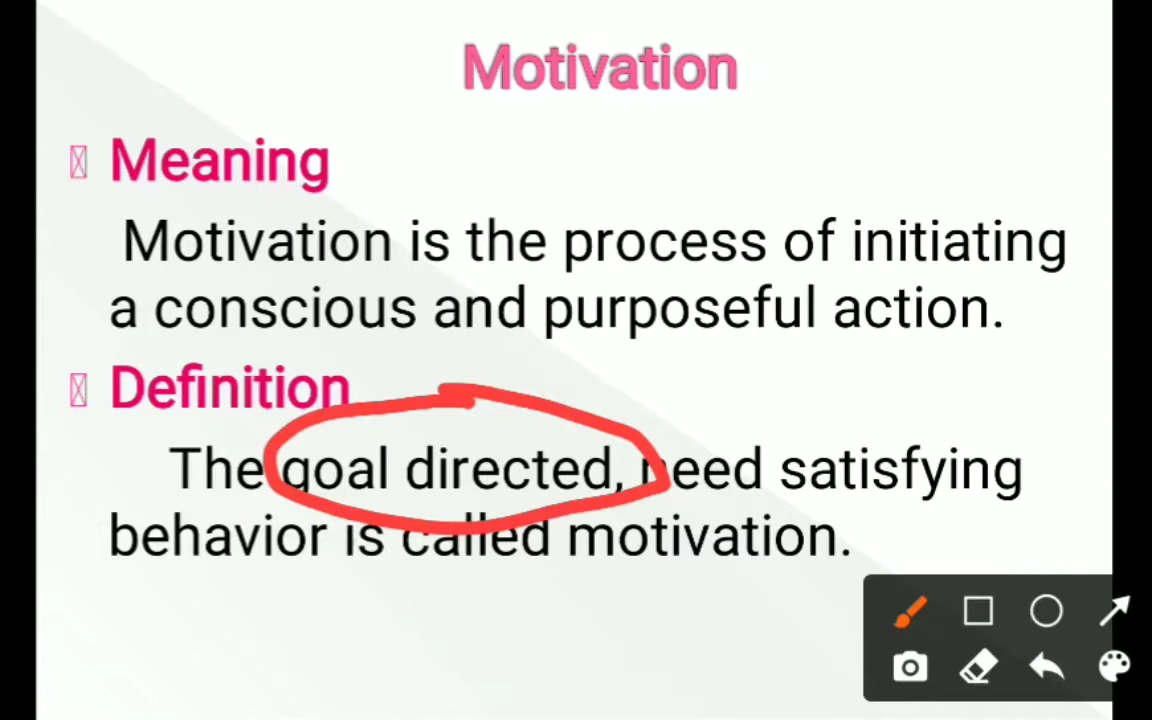 Motivation
Meaning
Motivation is the process of initiating
a conscious and purposeful action.
Definition
The goal directed, need satisfying
behavior is called motivation.